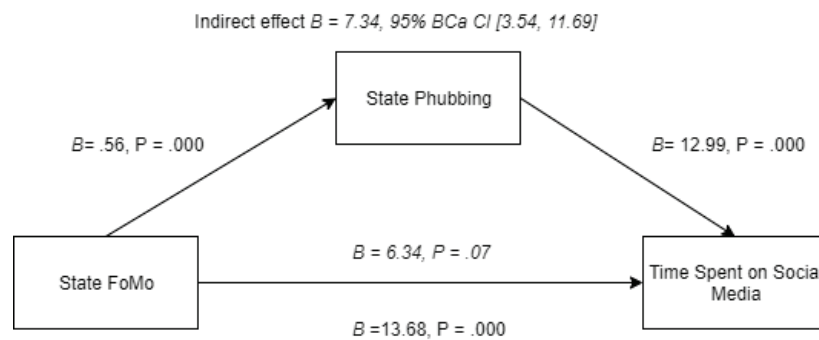 Indirect effect B = 7.34, 95% BCa CI [3.54, 11.69]
State Phubbing
B= .56, P = .000
B= 12.99, P = .000
State FoMo
B = 6.34, P = .07
Time Spent on Social
Media
B =13.68, P = .000